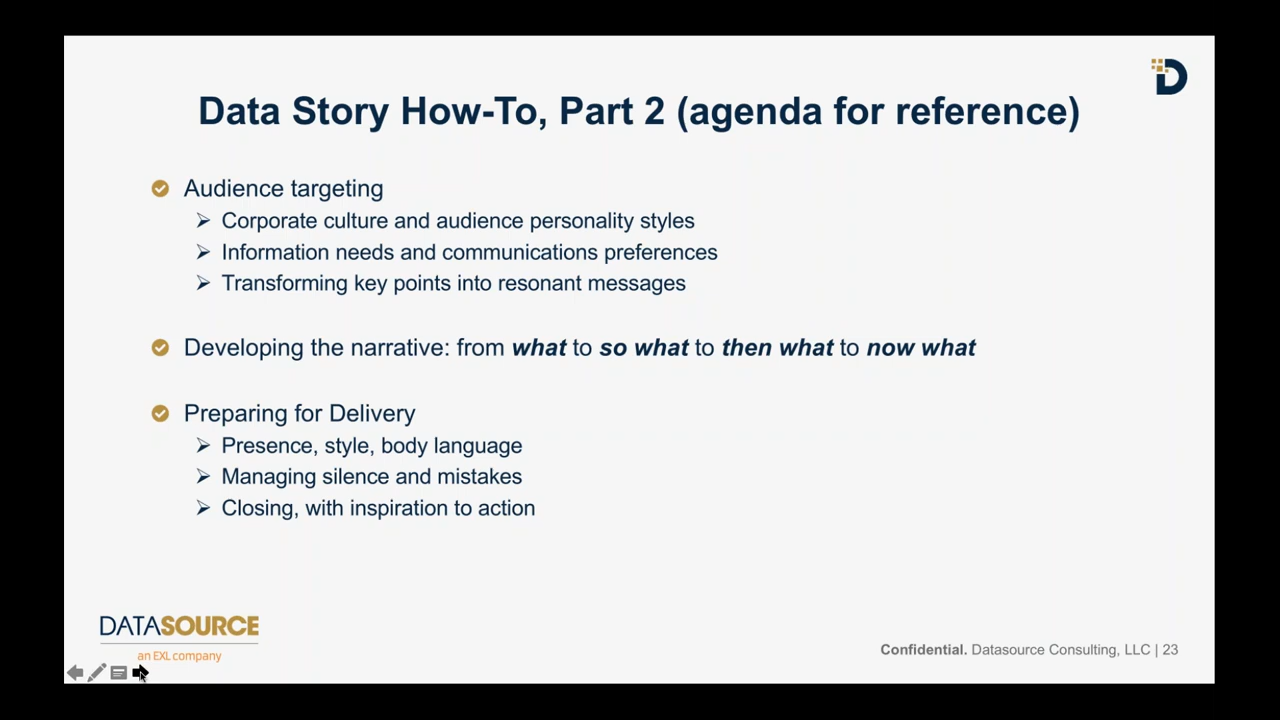 Data Story How-To, Part 2 (agenda for reference)
Audience targeting
Corporate culture and audience personality styles
Information needs and communications preferences
Transforming key points into resonant messages
Developing the narrative: from what to so what to then what to now what
Preparing for Delivery
Presence, style, body language
Managing silence and mistakes
Closing, with inspiration to action
DATASOURCE
an EXL company
Confidential. Datasource Consulting, LLC | 23